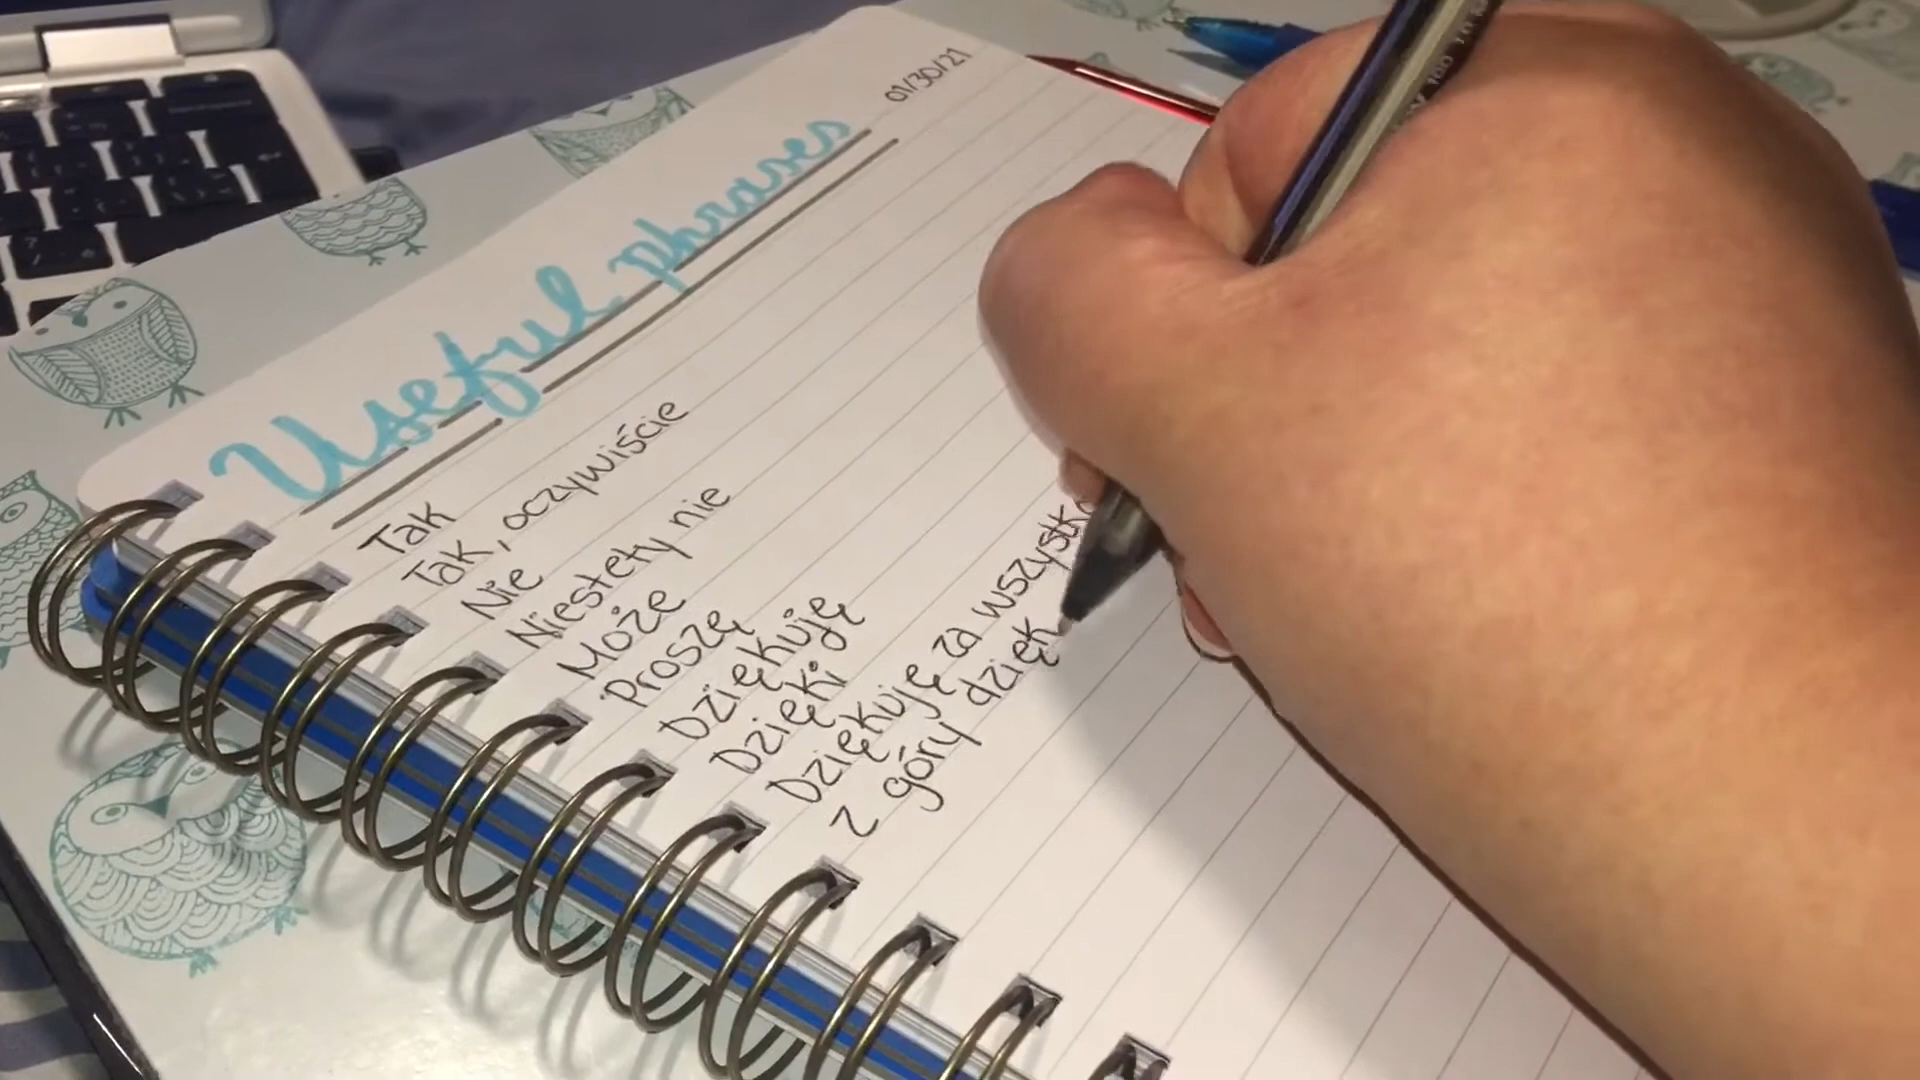 01/30/21
Useful phrases
Tak
Tak, oczywiście
Nie
Niestety nie
Może
Proszę
Dziękuję
Dzięki
Dziękuję za
z góry dzięk